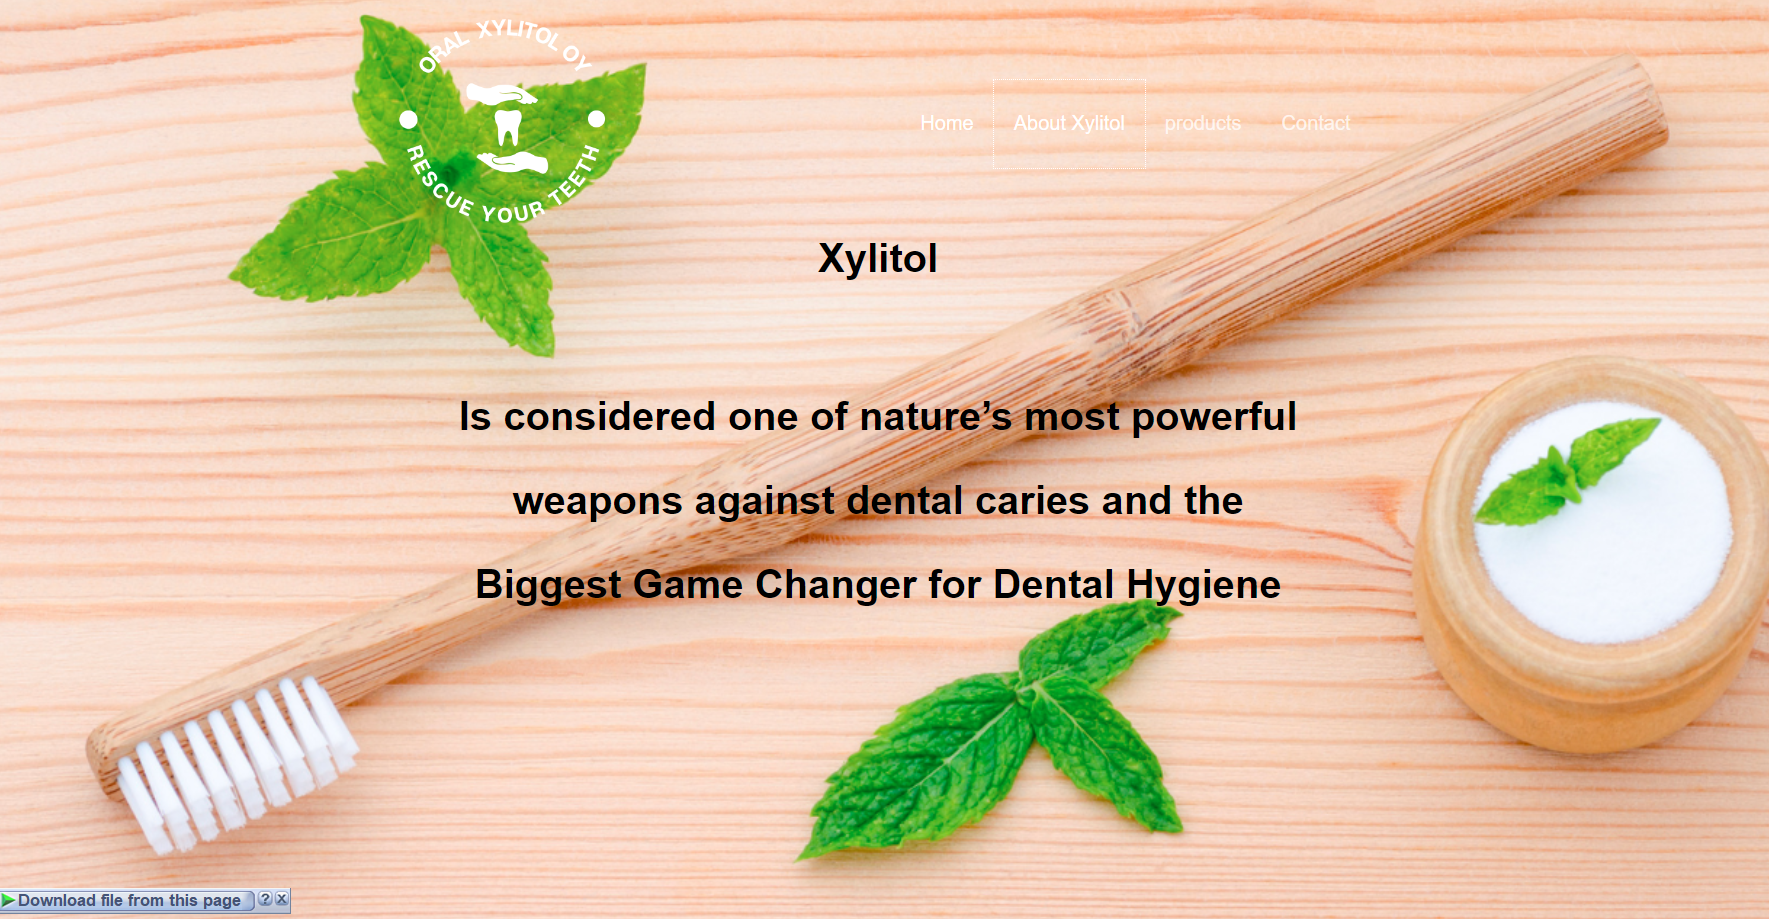 ORAL XYLITOL OY
RESCUE YOUR TEETH
Home About Xylitol products Contact
Xylitol
Is considered one of nature’s most powerful
weapons against dental caries and the
Biggest Game Changer for Dental Hygiene
Download file from this page ? x